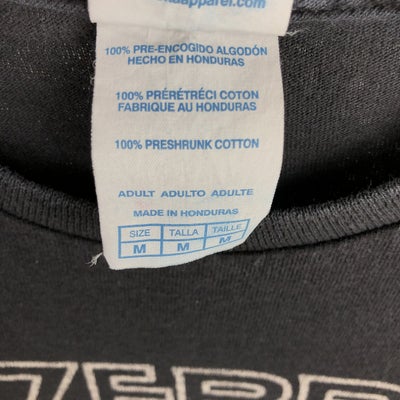 100% PRE-ENCOGIDO ALGODÓN
HECHO EN HONDURAS
100% PRÉRÉTRÉCI COTON
FABRIQUE AU HONDURAS
100% PRESHRUNK COTTON
ADULT ADULTO ADULTE
MADE IN HONDURAS
SIZE TALLA TAILLE
M M M